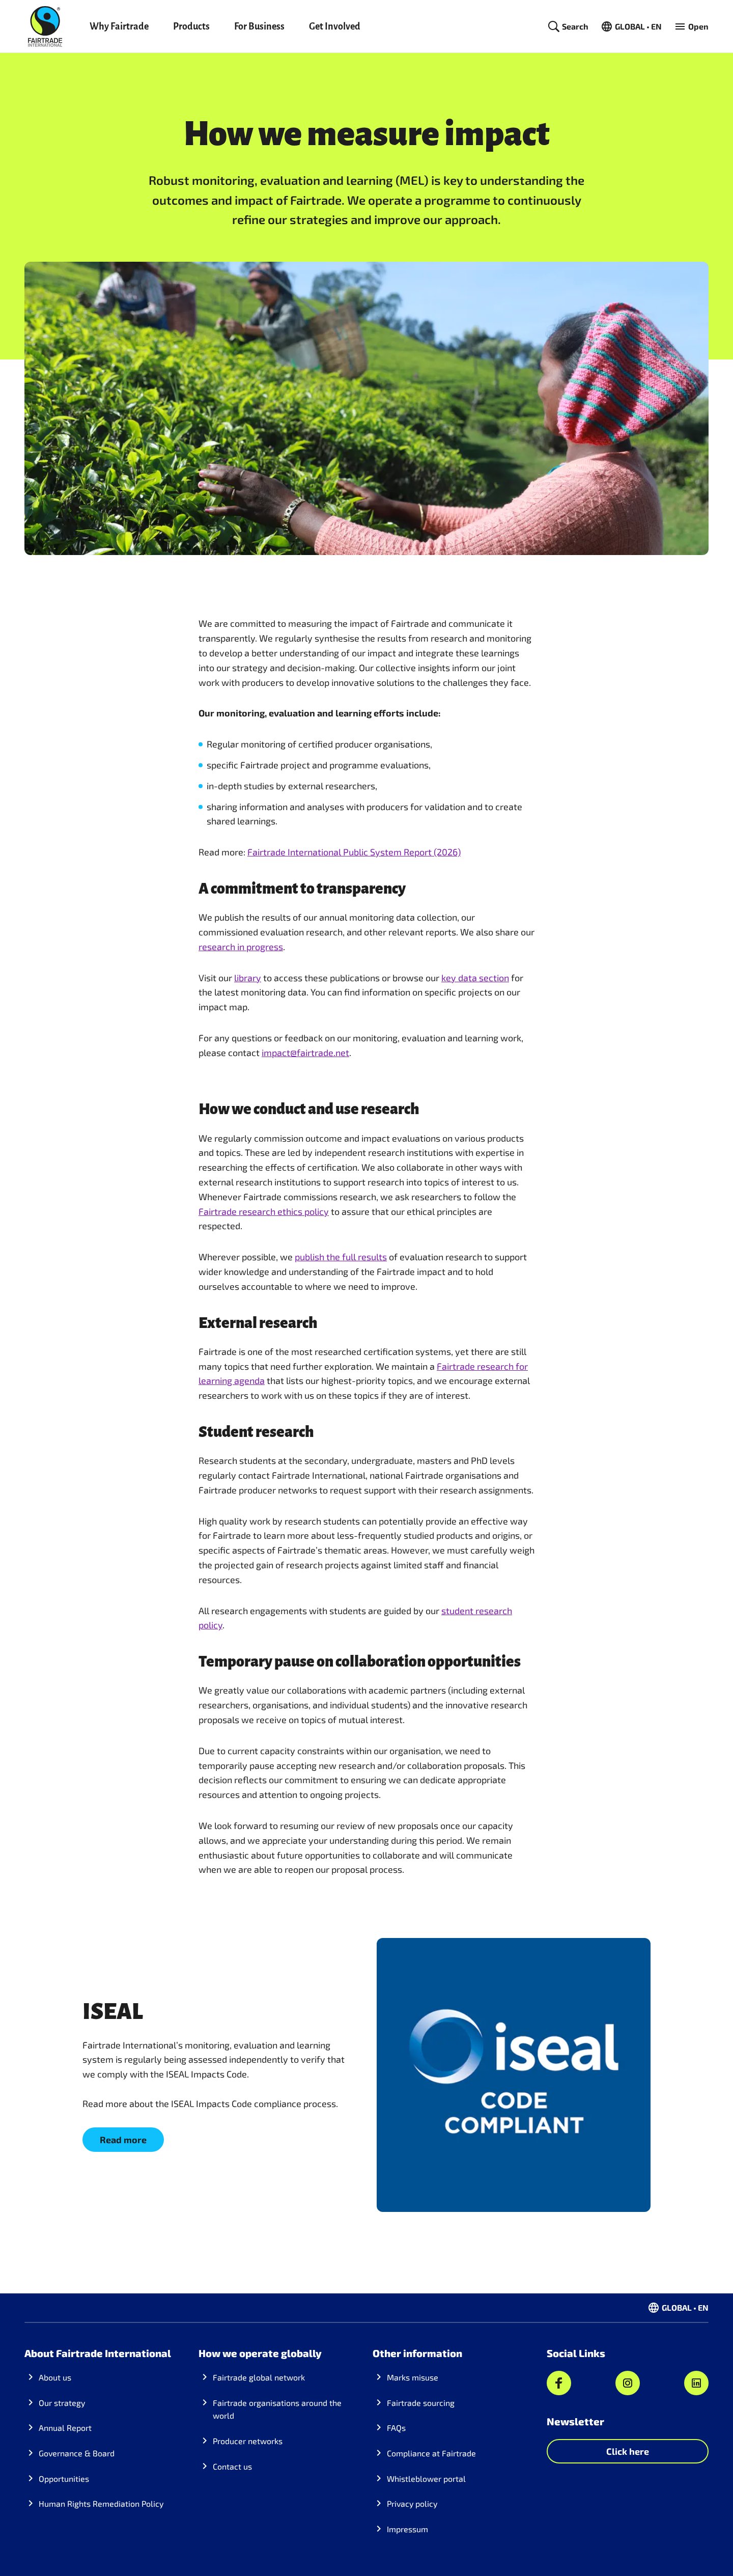 FAIRTRADE
INTERNATIONAL
Why Fairtrade
Products
For Business
Get Involved
Search
GLOBAL • EN
Open
How we measure impact
Robust monitoring, evaluation and learning (MEL) is key to understanding the
outcomes and impact of Fairtrade. We operate a programme to continuously
refine our strategies and improve our approach.
We are committed to measuring the impact of Fairtrade and communicate it
transparently. We regularly synthesise the results from research and monitoring
to develop a better understanding of our impact and integrate these learnings
into our strategy and decision-making. Our collective insights inform our joint
work with producers to develop innovative solutions to the challenges they face.
Our monitoring, evaluation and learning efforts include:
Regular monitoring of certified producer organisations,
specific Fairtrade project and programme evaluations,
in-depth studies by external researchers,
sharing information and analyses with producers for validation and to create
shared learnings.
Read more: Fairtrade International Public System Report (2026)
A commitment to transparency
We publish the results of our annual monitoring data collection, our
commissioned evaluation research, and other relevant reports. We also share our
research in progress.
Visit our library to access these publications or browse our key data section for
the latest monitoring data. You can find information on specific projects on our
impact map.
For any questions or feedback on our monitoring, evaluation and learning work,
please contact impact@fairtrade.net.
How we conduct and use research
We regularly commission outcome and impact evaluations on various products
and topics. These are led by independent research institutions with expertise in
researching the effects of certification. We also collaborate in other ways with
external research institutions to support research into topics of interest to us.
Whenever Fairtrade commissions research, we ask researchers to follow the
Fairtrade research ethics policy to assure that our ethical principles are
respected.
Wherever possible, we publish the full results of evaluation research to support
wider knowledge and understanding of the Fairtrade impact and to hold
ourselves accountable to where we need to improve.
External research
Fairtrade is one of the most researched certification systems, yet there are still
many topics that need further exploration. We maintain a Fairtrade research for
learning agenda that lists our highest-priority topics, and we encourage external
researchers to work with us on these topics if they are of interest.
Student research
Research students at the secondary, undergraduate, masters and PhD levels
regularly contact Fairtrade International, national Fairtrade organisations and
Fairtrade producer networks to request support with their research assignments.
High quality work by research students can potentially provide an effective way
for Fairtrade to learn more about less-frequently studied products and origins, or
specific aspects of Fairtrade's thematic areas. However, we must carefully weigh
the projected gain of research projects against limited staff and financial
resources.
All research engagements with students are guided by our student research
policy.
Temporary pause on collaboration opportunities
We greatly value our collaborations with academic partners (including external
researchers, organisations, and individual students) and the innovative research
proposals we receive on topics of mutual interest.
Due to current capacity constraints within our organisation, we need to
temporarily pause accepting new research and/or collaboration proposals. This
decision reflects our commitment to ensuring we can dedicate appropriate
resources and attention to ongoing projects.
We look forward to resuming our review of new proposals once our capacity
allows, and we appreciate your understanding during this period. We remain
enthusiastic about future opportunities to collaborate and will communicate
when we are able to reopen our proposal process.
ISEAL
Fairtrade International's monitoring, evaluation and learning
system is regularly being assessed independently to verify that
we comply with the ISEAL Impacts Code.
Read more about the ISEAL Impacts Code compliance process.
Read more
iseal
CODE
COMPLIANT
GLOBAL • EN
About Fairtrade International
About us
Our strategy
Annual Report
Governance & Board
Opportunities
Human Rights Remediation Policy
How we operate globally
Fairtrade global network
Fairtrade organisations around the
world
Producer networks
Contact us
Other information
Marks misuse
Fairtrade sourcing
FAQs
Compliance at Fairtrade
Whistleblower portal
Privacy policy
Impressum
Social Links
Newsletter
Click here